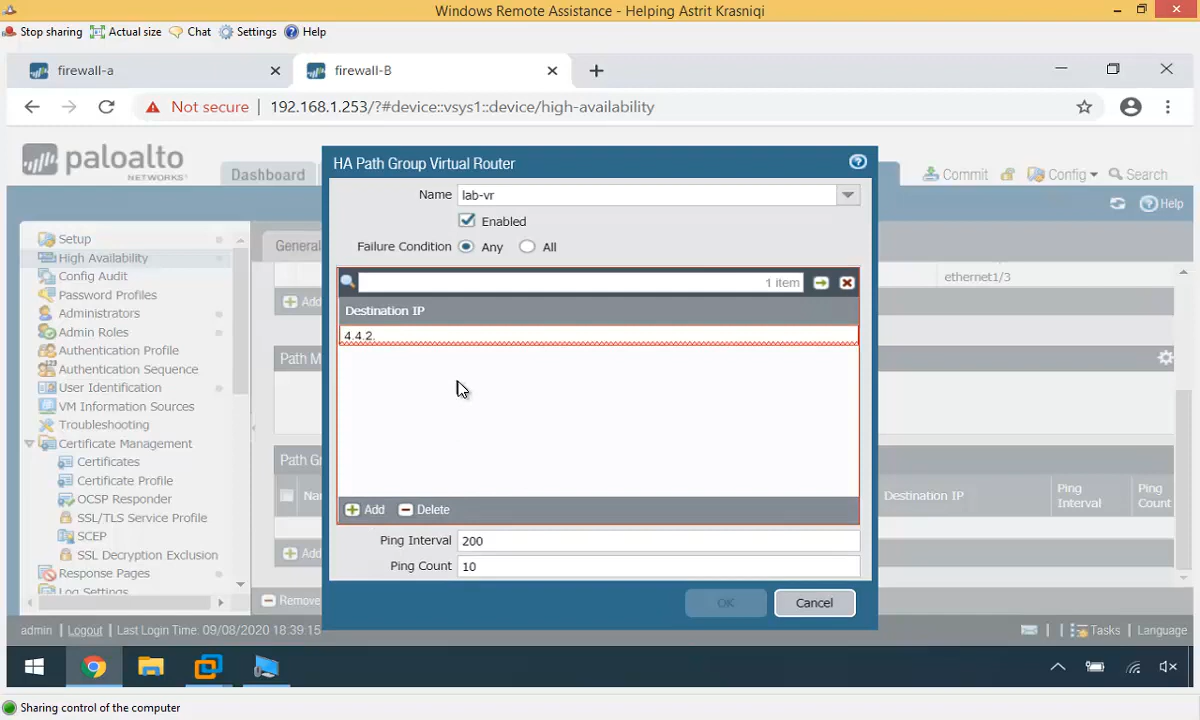 Windows Remote Assistance - Helping Astrit Krasniqi
Stop sharing Actual size Chat Settings Help
firewall-a
firewall-B
Not secure 192.168.1.253/?#device::vsys1::device/high-availability
paloalto
NETWORKS
Dashboard
Commit Config Search
Help
Setup
High Availability
Config Audit
Password Profiles
Administrators
Admin Roles
Authentication Profile
Authentication Sequence
User Identification
VM Information Sources
Troubleshooting
Certificate Management
Certificates
Certificate Profile
OCSP Responder
SSL/TLS Service Profile
SCEP
SSL Decryption Exclusion
Response Pages
Log Settings
General
ethernet1/3
Add
Path M
Path Gr
Na
Destination IP
Ping Interval
Ping Count
Add
Remove
HA Path Group Virtual Router
Name lab-vr
Enabled
Failure Condition Any All
1 item
Destination IP
4.4.2.
Add Delete
Ping Interval 200
Ping Count 10
OK Cancel
admin | Logout | Last Login Time: 09/08/2020 18:39:15
Tasks | Language
Sharing control of the computer